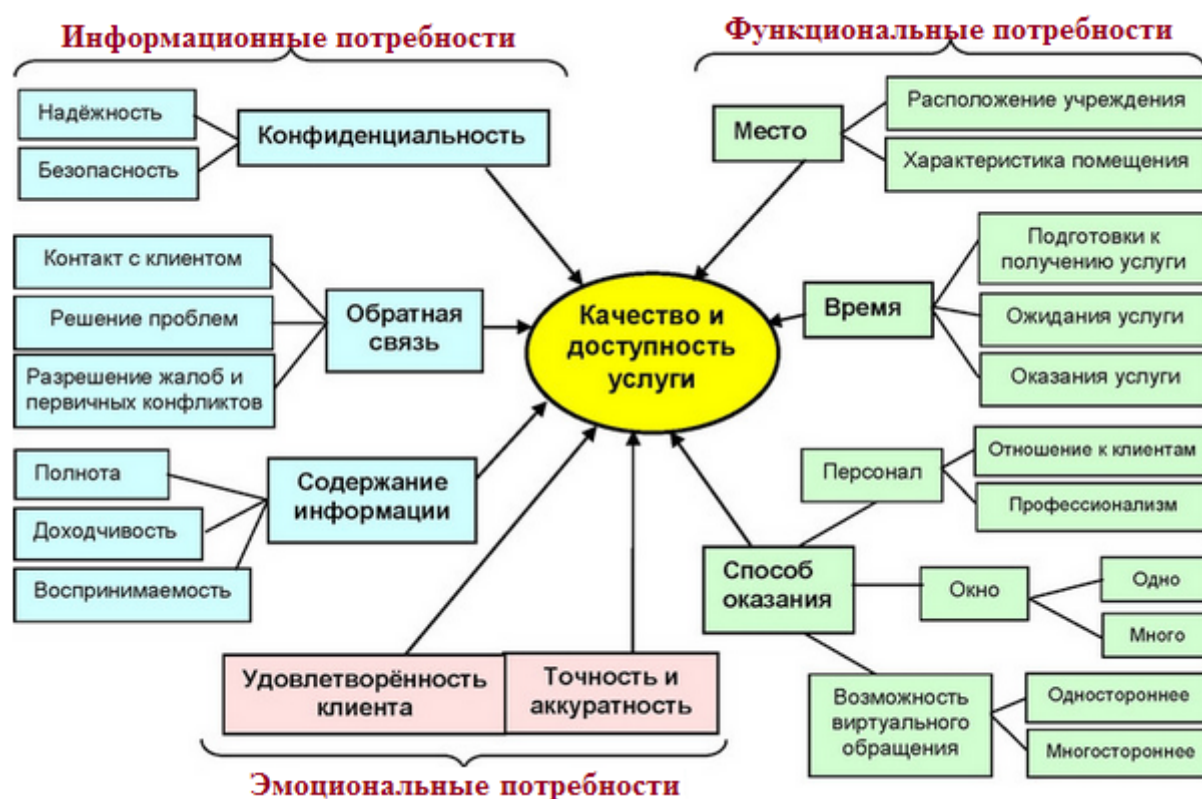 Информационные потребности
Надёжность
Безопасность
Конфиденциальность
Контакт с клиентом
Решение проблем
Разрешение жалоб и
первичных конфликтов
Обратная
связь
Полнота
Доходчивость
Воспринимаемость
Содержание
информации
Качество и
доступность
услуги
Функциональные потребности
Место
Расположение учреждения
Характеристика помещения
Время
Подготовки к
получению услуги
Ожидания услуги
Оказания услуги
Способ
оказания
Персонал
Отношение к клиентам
Профессионализм
Окно
Одно
Много
Возможность
виртуального
обращения
Одностороннее
Многостороннее
Удовлетворённость
клиента
Точность и
аккуратность
Эмоциональные потребности